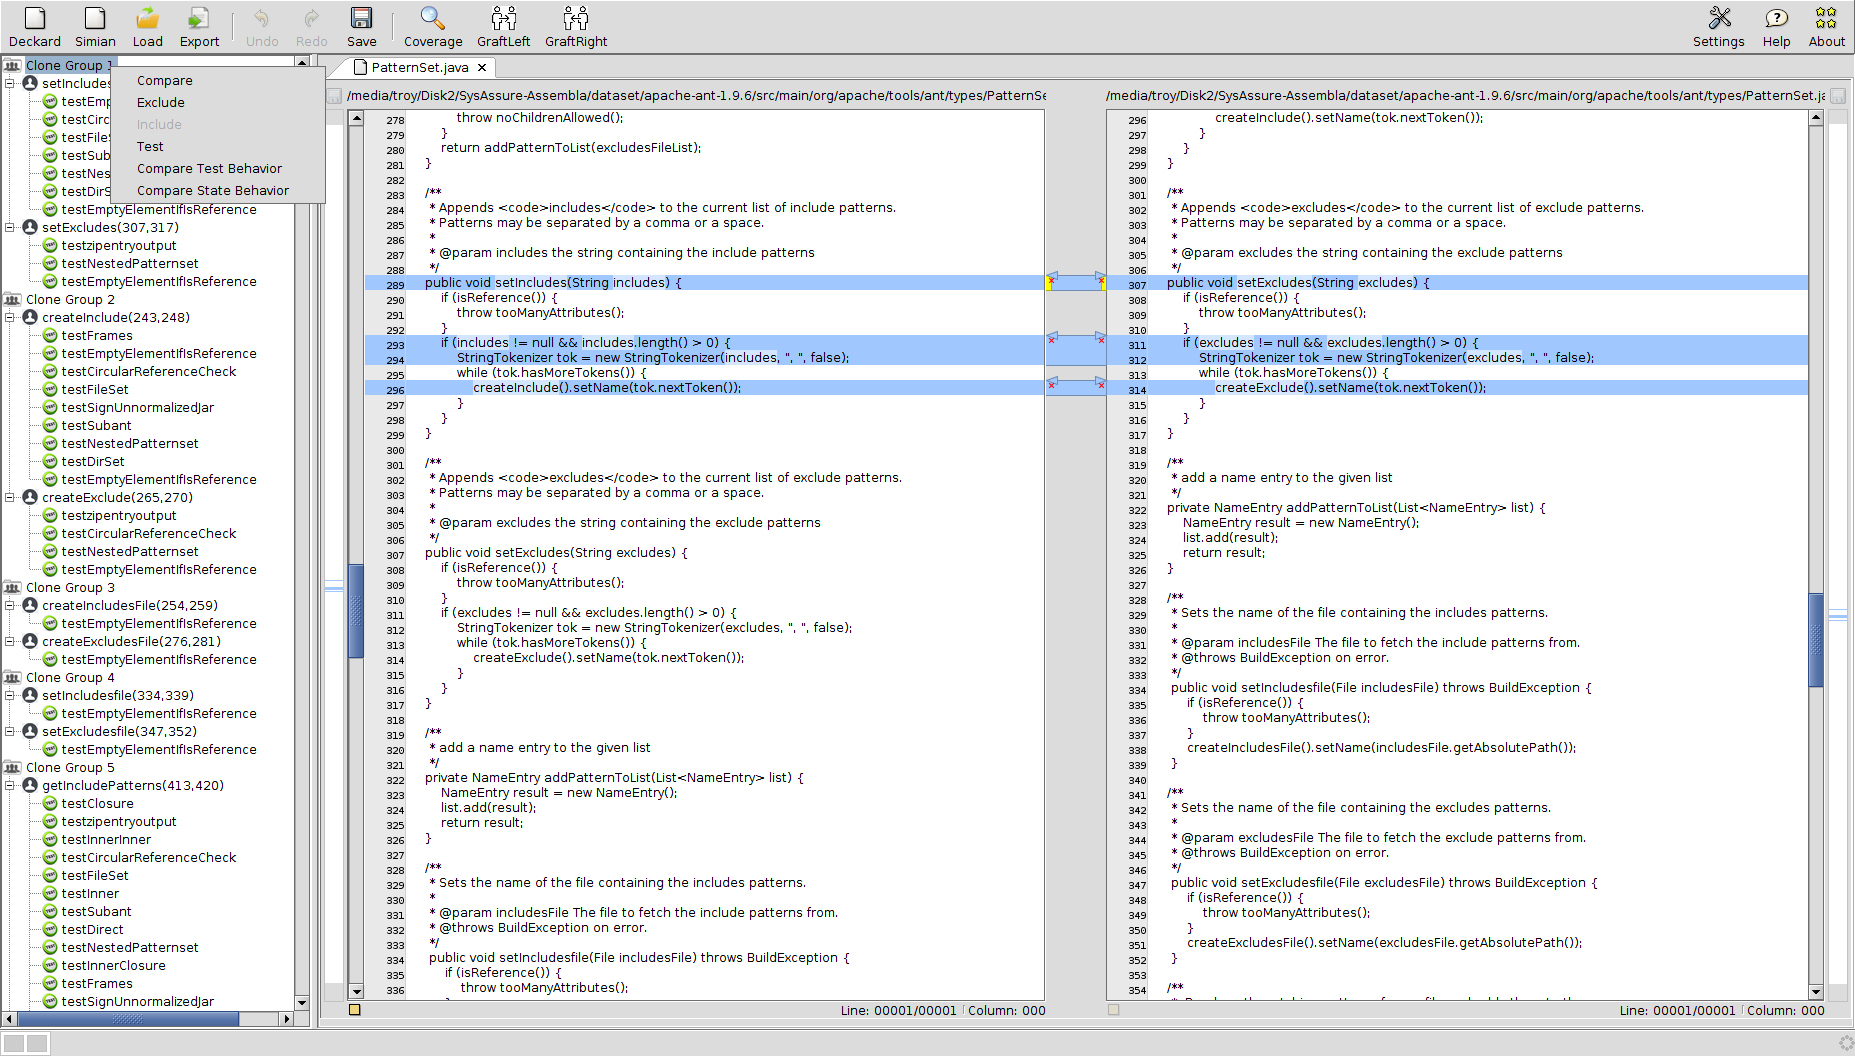 Deckard Simian Load Export Undo Redo Save Coverage GraftLeft GraftRight Settings Help About
Clone Group 1
setIncludes
testEmp
testCirc
testFileS
testSub
testNes
testDirS
testEmptyElementIfIsReference
setExcludes(307,317)
testzipentryoutput
testNestedPatternset
testEmptyElementIfIsReference
Clone Group 2
createInclude(243,248)
testFrames
testEmptyElementIfIsReference
testCircularReferenceCheck
testFileSet
testSignUnnormalizedJar
testSubant
testNestedPatternset
testDirSet
testEmptyElementIfIsReference
createExclude(265,270)
testzipentryoutput
testCircularReferenceCheck
testNestedPatternset
testEmptyElementIfIsReference
Clone Group 3
createIncludesFile(254,259)
testEmptyElementIfIsReference
createExcludesFile(276,281)
testEmptyElementIfIsReference
Clone Group 4
setIncludesfile(334,339)
testEmptyElementIfIsReference
setExcludesfile(347,352)
testEmptyElementIfIsReference
Clone Group 5
getIncludePatterns(413,420)
testClosure
testzipentryoutput
testInnerInner
testCircularReferenceCheck
testFileSet
testInner
testSubant
testDirect
testNestedPatternset
testInnerClosure
testFrames
testSignUnnormalizedJar
Compare
Exclude
Include
Test
Compare Test Behavior
Compare State Behavior
PatternSet.java
/media/troy/Disk2/SysAssure-Assembla/dataset/apache-ant-1.9.6/src/main/org/apache/tools/ant/types/PatternSe
278 throw noChildrenAllowed();
279 }
280 return addPatternToList(excludesFileList);
281 }
282
283 /**
284 * Appends <code>includes</code> to the current list of include patterns.
285 * Patterns may be separated by a comma or a space.
286 *
287 * @param includes the string containing the include patterns
288 */
289 public void setIncludes(String includes) {
290 if (isReference()) {
291 throw tooManyAttributes();
292 }
293 if (includes != null && includes.length() > 0) {
294 StringTokenizer tok = new StringTokenizer(includes, ", ", false);
295 while (tok.hasMoreTokens()) {
296 createInclude().setName(tok.nextToken());
297 }
298 }
299 }
300
301 /**
302 * Appends <code>excludes</code> to the current list of exclude patterns.
303 * Patterns may be separated by a comma or a space.
304 *
305 * @param excludes the string containing the exclude patterns
306 */
307 public void setExcludes(String excludes) {
308 if (isReference()) {
309 throw tooManyAttributes();
310 }
311 if (excludes != null && excludes.length() > 0) {
312 StringTokenizer tok = new StringTokenizer(excludes, ", ", false);
313 while (tok.hasMoreTokens()) {
314 createExclude().setName(tok.nextToken());
315 }
316 }
317 }
318
319 /**
320 * add a name entry to the given list
321 */
322 private NameEntry addPatternToList(List<NameEntry> list) {
323 NameEntry result = new NameEntry();
324 list.add(result);
325 return result;
326 }
327
328 /**
329 * Sets the name of the file containing the includes patterns.
330 *
331 * @param includesFile The file to fetch the include patterns from.
332 * @throws BuildException on error.
333 */
334 public void setIncludesfile(File includesFile) throws BuildException {
335 if (isReference()) {
336 throw tooManyAttributes();
Line: 00001/00001 Column: 000
/media/troy/Disk2/SysAssure-Assembla/dataset/apache-ant-1.9.6/src/main/org/apache/tools/ant/types/PatternSet.ja
296 createInclude().setName(tok.nextToken());
297 }
298 }
299 }
300
301 /**
302 * Appends <code>excludes</code> to the current list of exclude patterns.
303 * Patterns may be separated by a comma or a space.
304 *
305 * @param excludes the string containing the exclude patterns
306 */
307 public void setExcludes(String excludes) {
308 if (isReference()) {
309 throw tooManyAttributes();
310 }
311 if (excludes != null && excludes.length() > 0) {
312 StringTokenizer tok = new StringTokenizer(excludes, ", ", false);
313 while (tok.hasMoreTokens()) {
314 createExclude().setName(tok.nextToken());
315 }
316 }
317 }
318
319 /**
320 * add a name entry to the given list
321 */
322 private NameEntry addPatternToList(List<NameEntry> list) {
323 NameEntry result = new NameEntry();
324 list.add(result);
325 return result;
326 }
327
328 /**
329 * Sets the name of the file containing the includes patterns.
330 *
331 * @param includesFile The file to fetch the include patterns from.
332 * @throws BuildException on error.
333 */
334 public void setIncludesfile(File includesFile) throws BuildException {
335 if (isReference()) {
336 throw tooManyAttributes();
337 }
338 createIncludesFile().setName(includesFile.getAbsolutePath());
339 }
340
341 /**
342 * Sets the name of the file containing the excludes patterns.
343 *
344 * @param excludesFile The file to fetch the exclude patterns from.
345 * @throws BuildException on error.
346 */
347 public void setExcludesfile(File excludesFile) throws BuildException {
348 if (isReference()) {
349 throw tooManyAttributes();
350 }
351 createExcludesFile().setName(excludesFile.getAbsolutePath());
352 }
353
354 /**
Line: 00001/00001 Column: 000